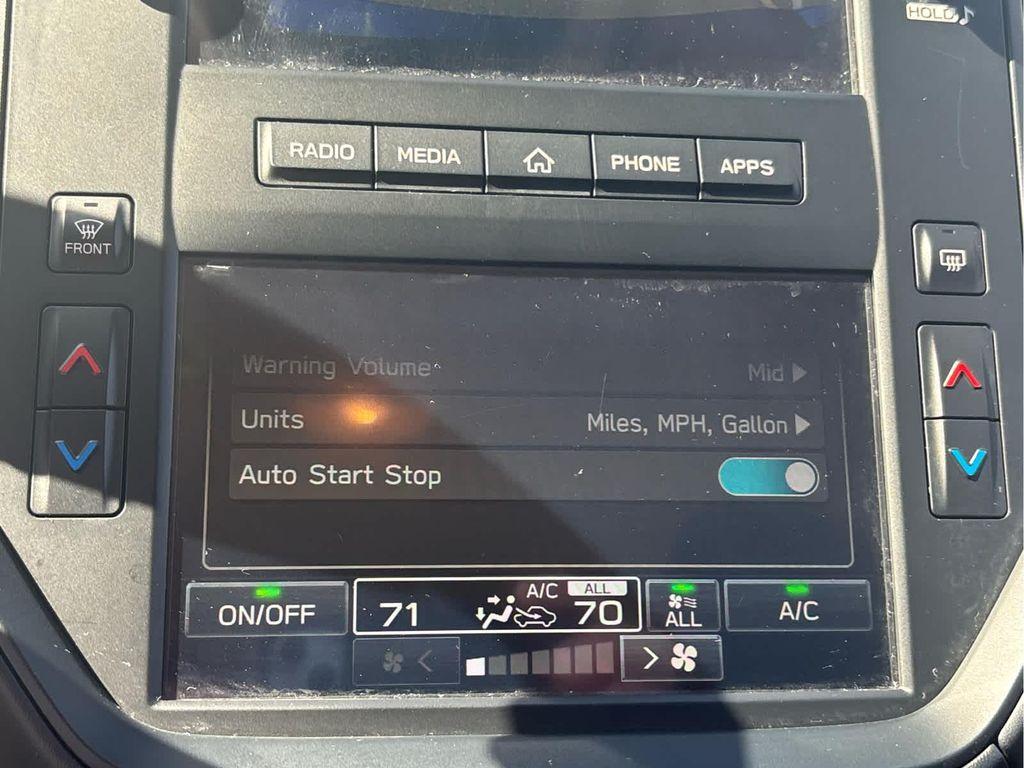 HOLD
RADIO MEDIA PHONE APPS
FRONT
Warning Volume Mid
Units Miles, MPH, Gallon
Auto Start Stop
A/C ALL
ON/OFF 71 70 ALL A/C